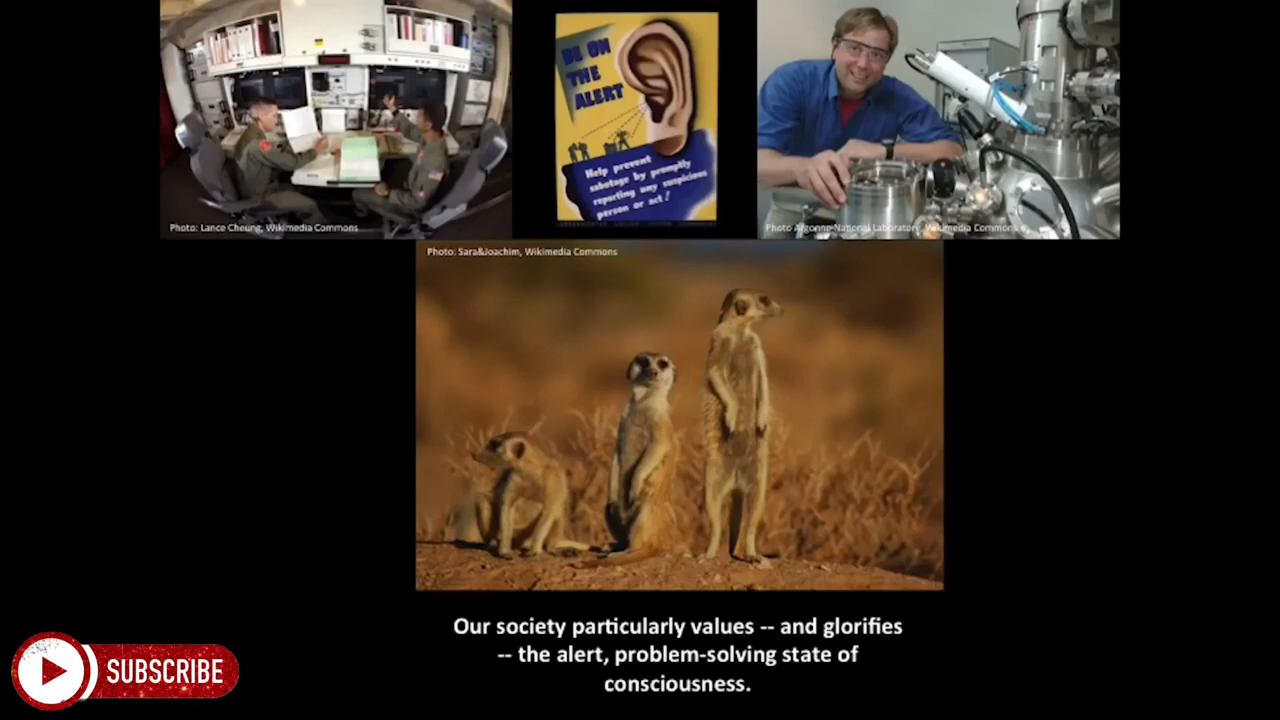 BE ON
THE
ALERT
Help prevent
sabotage by promptly
reporting any suspicious
person or act!
Photo: Lance Cheung, Wikimedia Commons
Photo Argonne National Laboratory, Wikimedia Commons
Photo: Sara&Joachim, Wikimedia Commons
Our society particularly values -- and glorifies
-- the alert, problem-solving state of
consciousness.
SUBSCRIBE